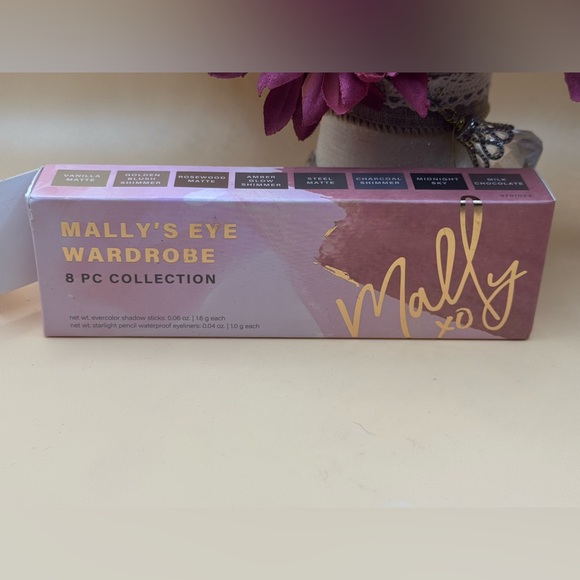 VANILLA
MATTE
GOLDEN
BLUSH
SHIMMER
ROSEWOOD
MATTE
AMBER
GLOW
SHIMMER
STEEL
MATTE
CHARCOAL
SHIMMER
MIDNIGHT
SKY
MILK
CHOCOLATE
MALLY'S EYE
WARDROBE
8 PC COLLECTION
Mally
xo
net wt. evercolor shadow sticks: 0.06 oz. | 1.8 g each
net wt. starlight pencil waterproof eyeliners: 0.04 oz. | 1.0 g each